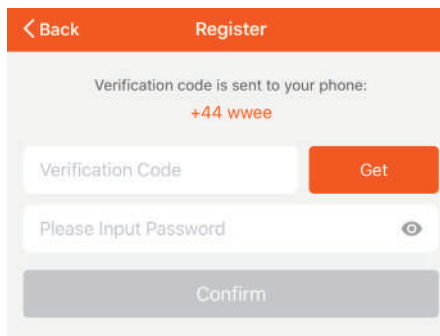 Back Register
Verification code is sent to your phone:
+44 wwee
Verification Code Get
Please Input Password
Confirm